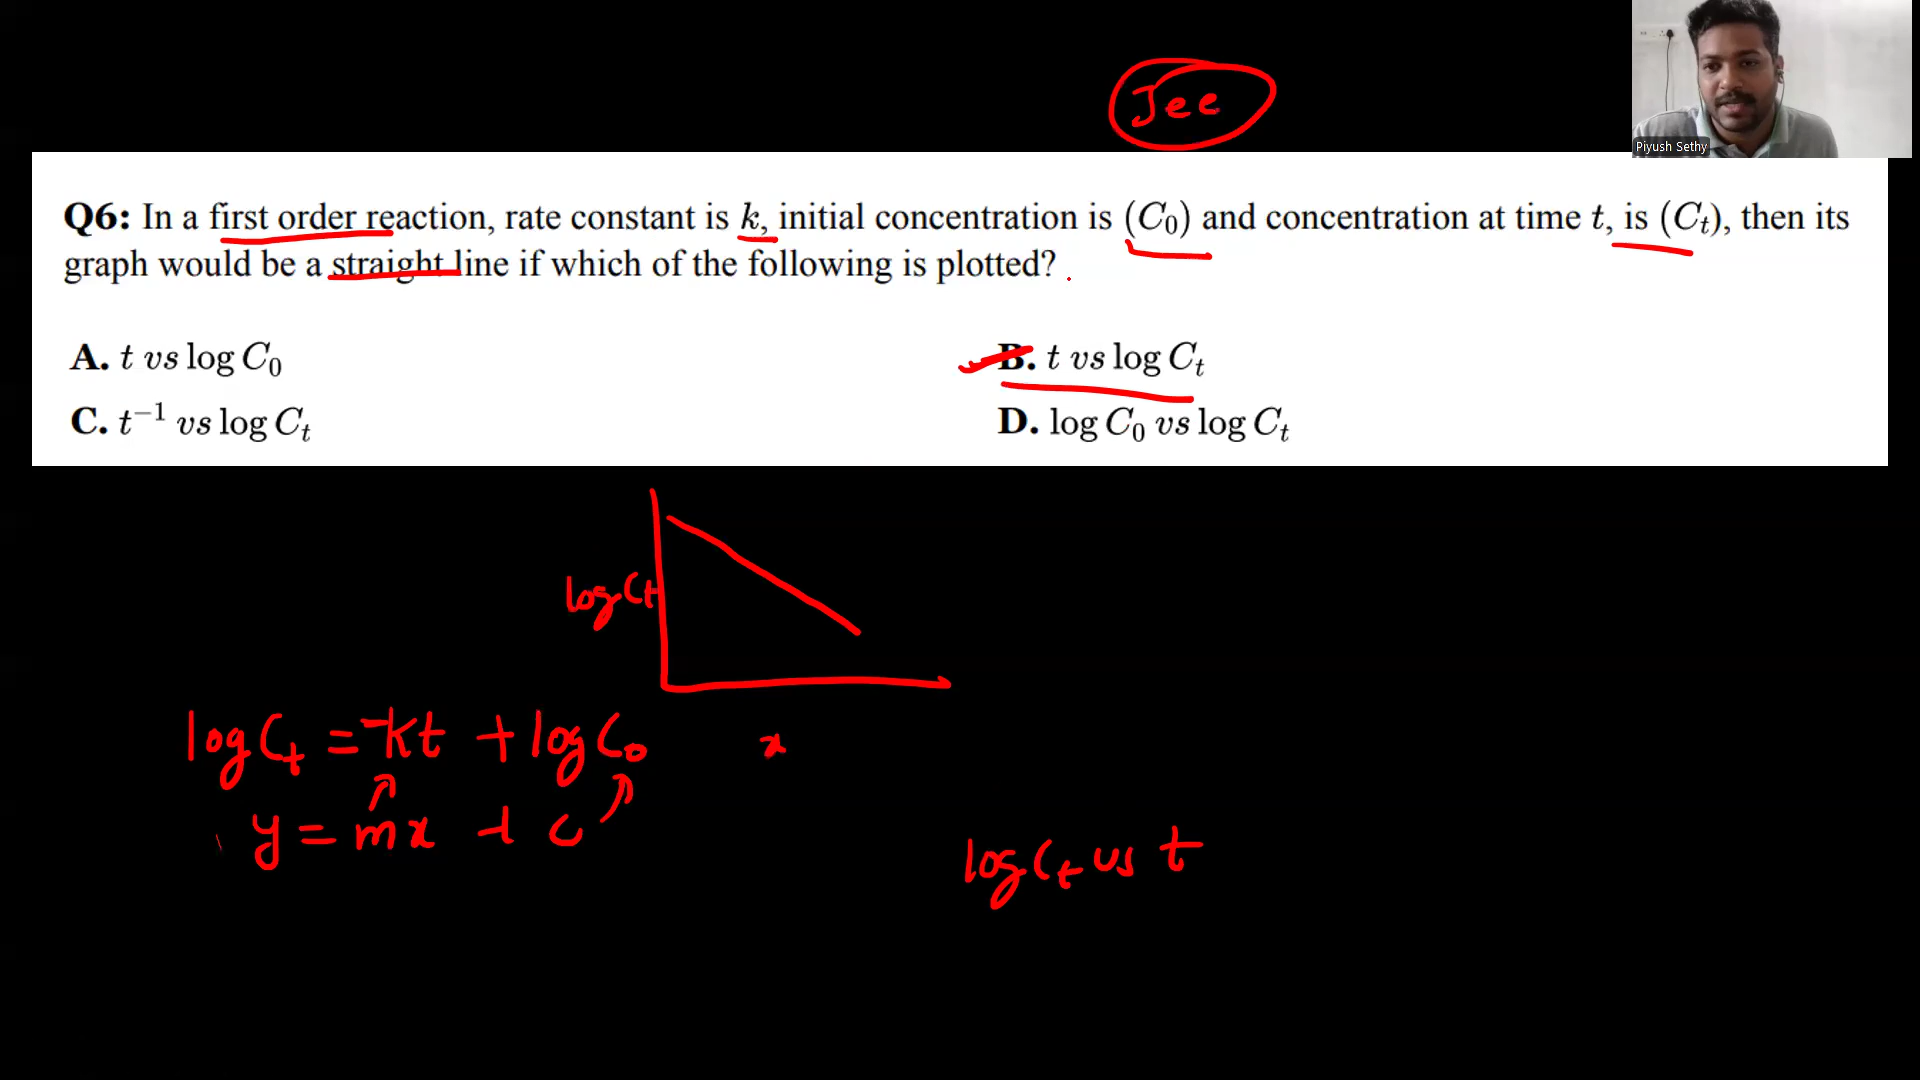 Jee
Piyush Sethy
Q6: In a first order reaction, rate constant is k, initial concentration is (C₀) and concentration at time t, is (Cₜ), then its
graph would be a straight line if which of the following is plotted?
A. t vs log C₀
B. t vs log Cₜ
C. t⁻¹ vs log Cₜ
D. log C₀ vs log Cₜ
log Cₜ
log Cₜ = -kt + log C₀
x
y = mx + c
log Cₜ vs t